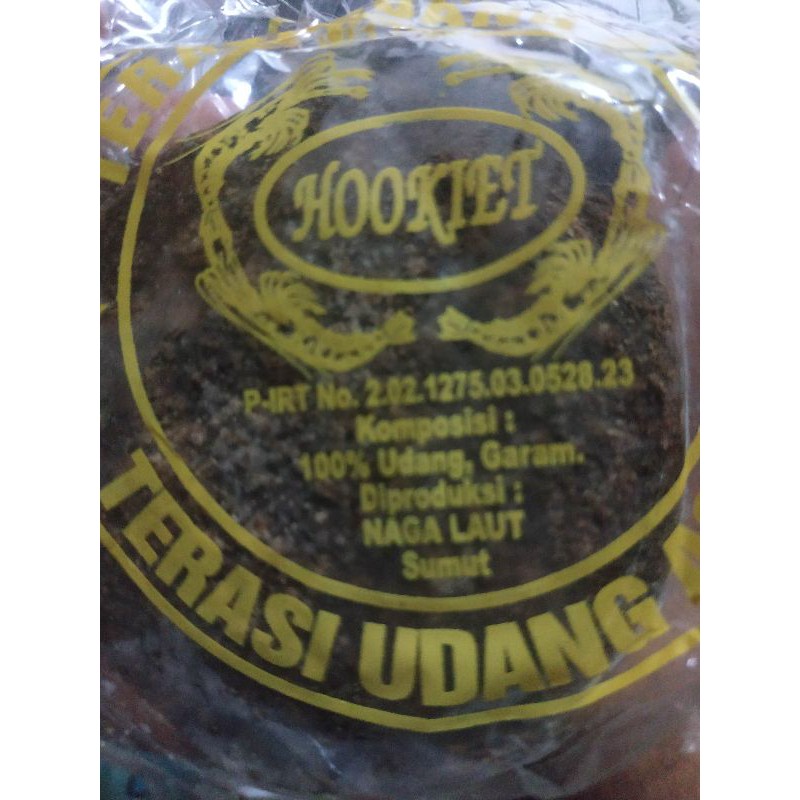 HOOKIET
P-IRT No. 2.02.1275.03.0528.23
Komposisi :
100% Udang, Garam.
Diproduksi :
NAGA LAUT
Sumut
TERASI UDANG